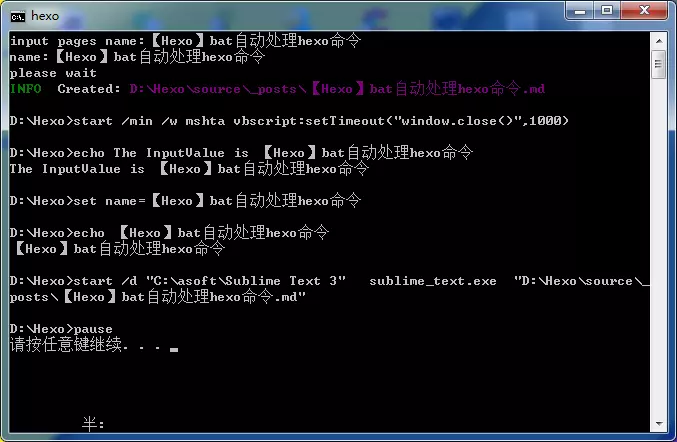 hexo
input pages name:【Hexo】bat自动处理hexo命令
name:【Hexo】bat自动处理hexo命令
please wait
INFO  Created: D:\Hexo\source\_posts\【Hexo】bat自动处理hexo命令.md
D:\Hexo>start /min /w mshta vbscript:setTimeout("window.close()",1000)
D:\Hexo>echo The InputValue is 【Hexo】bat自动处理hexo命令
The InputValue is 【Hexo】bat自动处理hexo命令
D:\Hexo>set name=【Hexo】bat自动处理hexo命令
D:\Hexo>echo 【Hexo】bat自动处理hexo命令
【Hexo】bat自动处理hexo命令
D:\Hexo>start /d "C:\asoft\Sublime Text 3"   sublime_text.exe  "D:\Hexo\source\_
posts\【Hexo】bat自动处理hexo命令.md"
D:\Hexo>pause
请按任意键继续. . .
半: